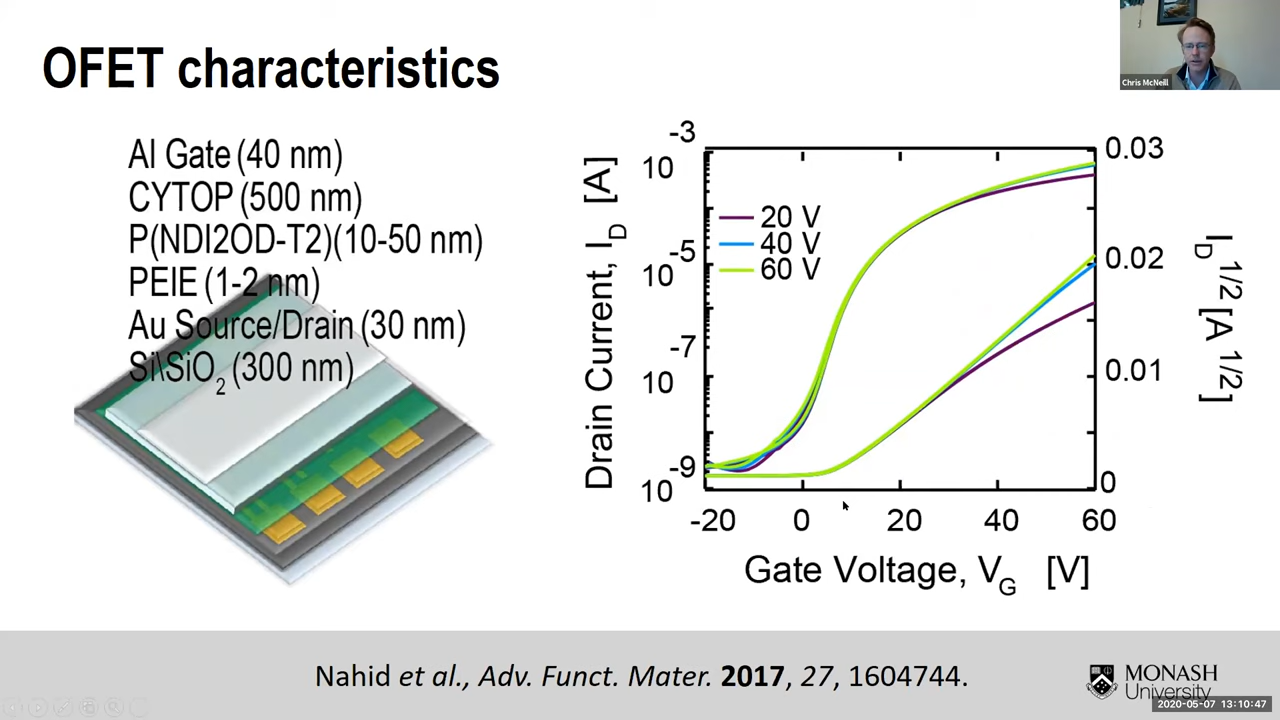 OFET characteristics
Chris McNeill
Al Gate (40 nm)
CYTOP (500 nm)
P(NDI2OD-T2)(10-50 nm)
PEIE (1-2 nm)
Au Source/Drain (30 nm)
Si\SiO2 (300 nm)
Drain Current, ID [A]
10-3
10-5
10-7
10-9
20 V
40 V
60 V
0.03
0.02
0.01
0
ID1/2 [A1/2]
-20 0 20 40 60
Gate Voltage, VG [V]
Nahid et al., Adv. Funct. Mater. 2017, 27, 1604744.
MONASH
University
2020-05-07 13:10:47